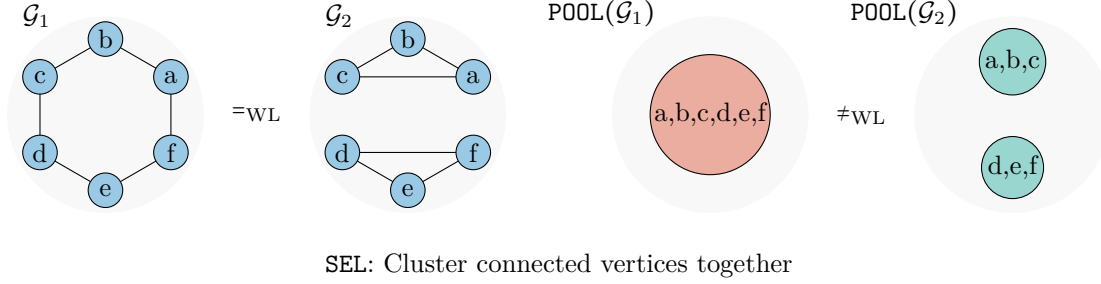 𝒢₁ 𝒢₂ POOL(𝒢₁) POOL(𝒢₂)
b b a,b,c
c a c a
=WL a,b,c,d,e,f ≠WL
d f d f d,e,f
e e
SEL: Cluster connected vertices together